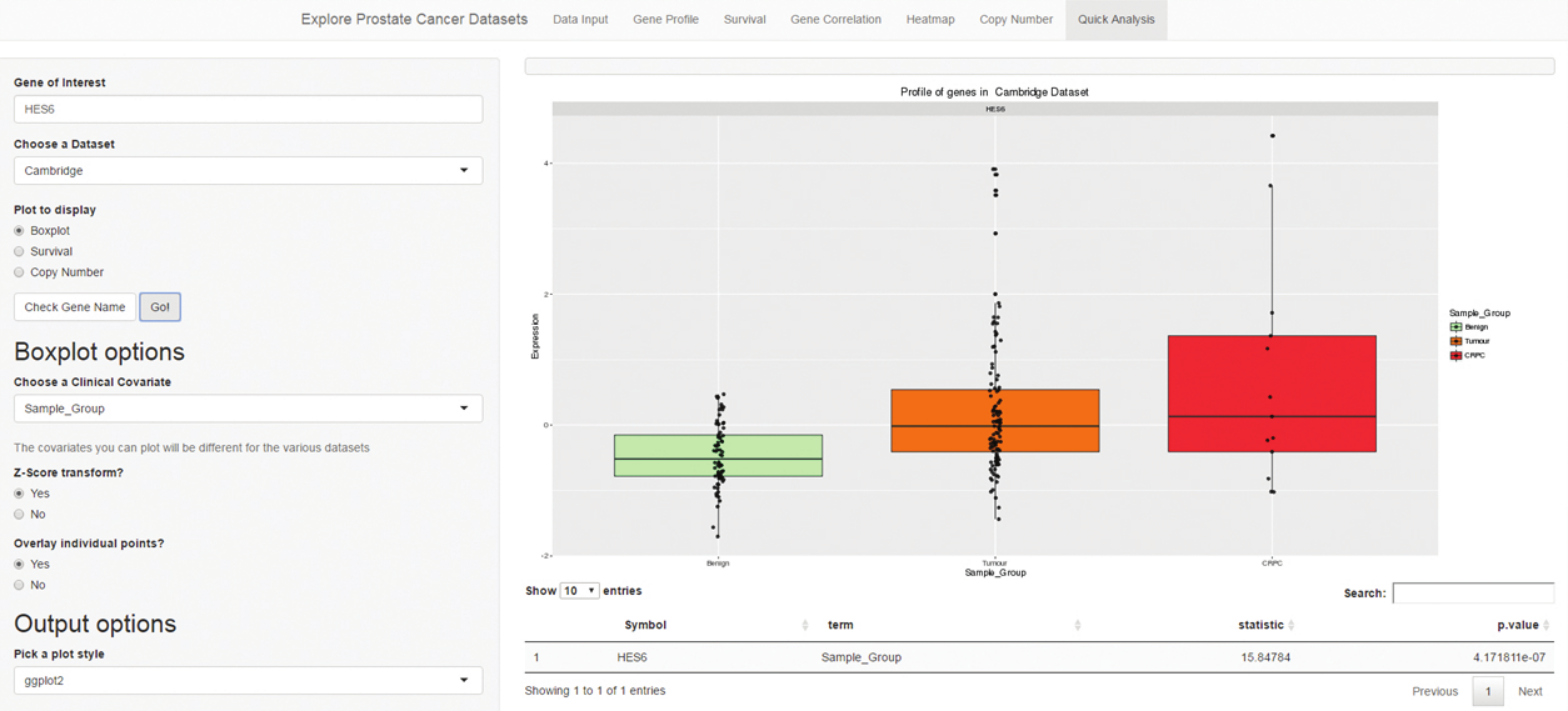 Explore Prostate Cancer Datasets Data Input Gene Profile Survival Gene Correlation Heatmap Copy Number Quick Analysis
Gene of Interest
HES6
Choose a Dataset
Cambridge
Plot to display
Boxplot
Survival
Copy Number
Check Gene Name Go!
Boxplot options
Choose a Clinical Covariate
Sample_Group
The covariates you can plot will be different for the various datasets
Z-Score transform?
Yes
No
Overlay individual points?
Yes
No
Output options
Pick a plot style
ggplot2
Profile of genes in Cambridge Dataset
HES6
4
2
0
-2
Expression
Benign Tumour CRPC
Sample_Group
Sample_Group
Benign
Tumour
CRPC
Show 10 entries
Search:
Symbol term statistic p.value
1 HES6 Sample_Group 15.84784 4.171811e-07
Showing 1 to 1 of 1 entries
Previous 1 Next